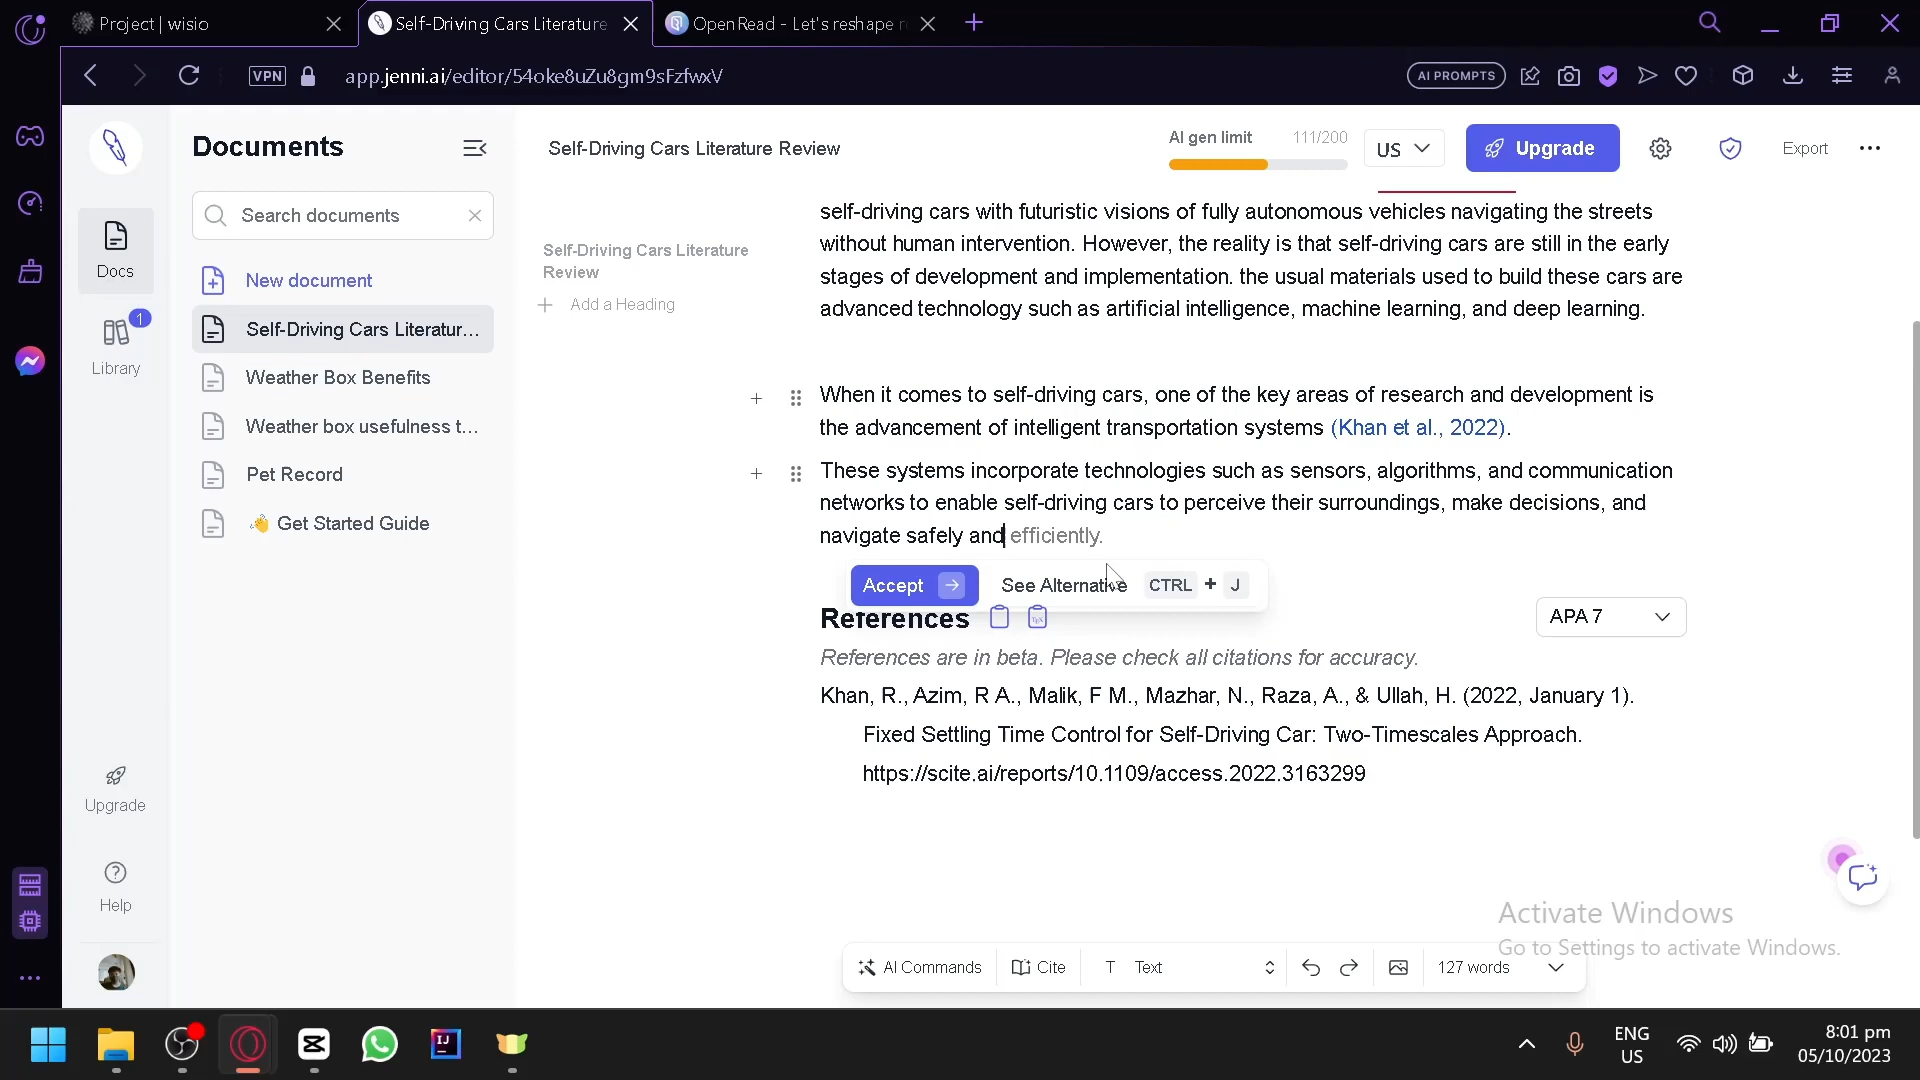 Project | wisio
Self-Driving Cars Literature
OpenRead - Let's reshape r
VPN
app.jenni.ai/editor/54oke8uZu8gm9sFzfwxV
AI PROMPTS
Documents
Self-Driving Cars Literature Review
AI gen limit 111/200
US
Upgrade
Export
Docs
1
Library
Upgrade
Help
Search documents
New document
Self-Driving Cars Literatur...
Weather Box Benefits
Weather box usefulness t...
Pet Record
👋 Get Started Guide
Self-Driving Cars Literature
Review
Add a Heading
self-driving cars with futuristic visions of fully autonomous vehicles navigating the streets
without human intervention. However, the reality is that self-driving cars are still in the early
stages of development and implementation. the usual materials used to build these cars are
advanced technology such as artificial intelligence, machine learning, and deep learning.
When it comes to self-driving cars, one of the key areas of research and development is
the advancement of intelligent transportation systems (Khan et al., 2022).
These systems incorporate technologies such as sensors, algorithms, and communication
networks to enable self-driving cars to perceive their surroundings, make decisions, and
navigate safely and efficiently.
Accept See Alternative CTRL + J
References
TEX
APA 7
References are in beta. Please check all citations for accuracy.
Khan, R., Azim, R A., Malik, F M., Mazhar, N., Raza, A., & Ullah, H. (2022, January 1).
Fixed Settling Time Control for Self-Driving Car: Two-Timescales Approach.
https://scite.ai/reports/10.1109/access.2022.3163299
Activate Windows
Go to Settings to activate Windows.
AI Commands
Cite
T Text
127 words
IJ
ENG
US
8:01 pm
05/10/2023